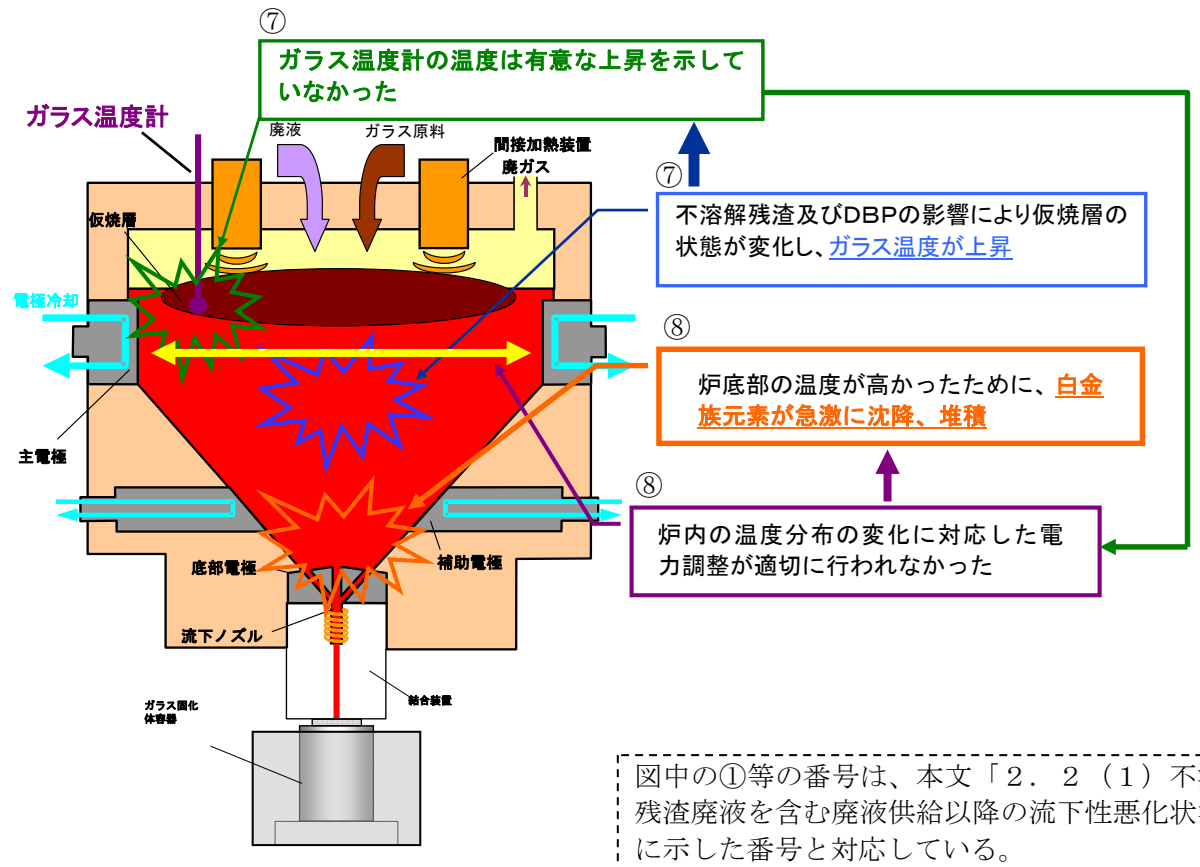 ⑦
ガラス温度計の温度は有意な上昇を示して
いなかった
ガラス温度計
廃液
ガラス原料
間接加熱装置
廃ガス
⑦
不溶解残渣及びDBPの影響により仮焼層の
状態が変化し、ガラス温度が上昇
仮焼層
電極冷却
⑧
炉底部の温度が高かったために、白金
族元素が急激に沈降、堆積
主電極
⑧
炉内の温度分布の変化に対応した電
力調整が適切に行われなかった
底部電極
補助電極
流下ノズル
結合装置
ガラス固化
体容器
図中の①等の番号は、本文「2.2(1)不
残渣廃液を含む廃液供給以降の流下性悪化状
に示した番号と対応している。